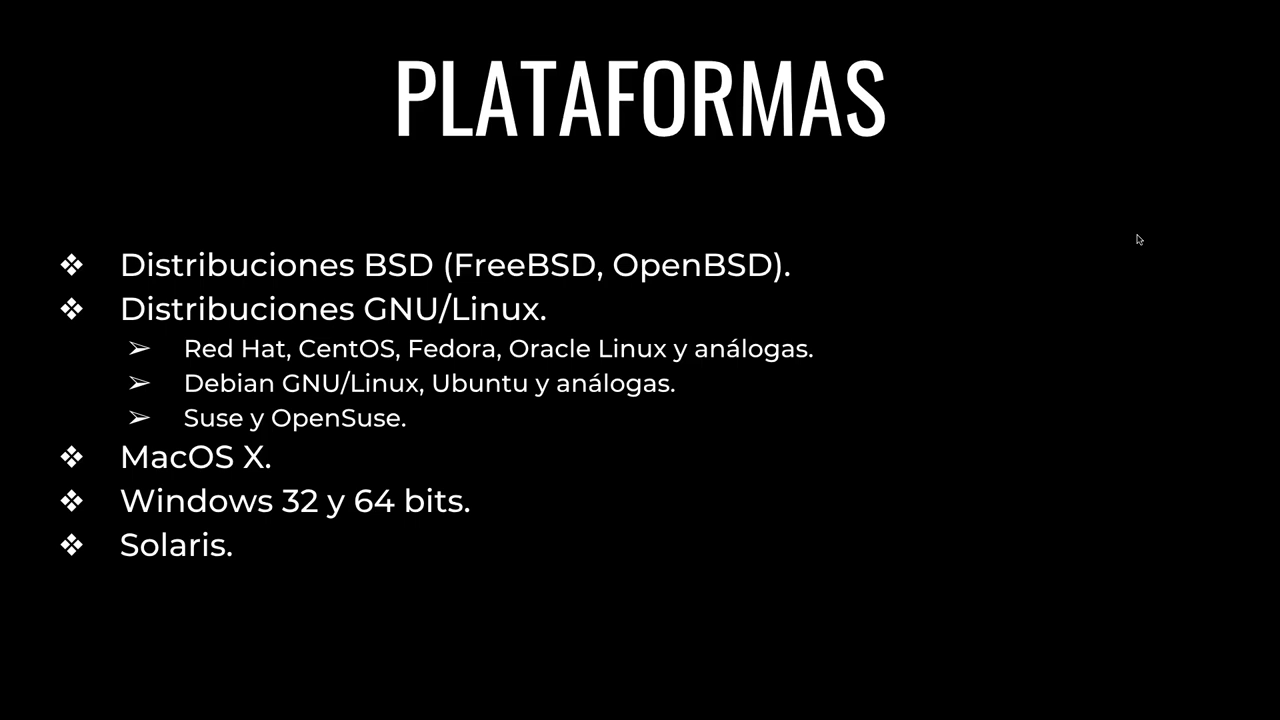 PLATAFORMAS
❖ Distribuciones BSD (FreeBSD, OpenBSD).
❖ Distribuciones GNU/Linux.
➢ Red Hat, CentOS, Fedora, Oracle Linux y análogas.
➢ Debian GNU/Linux, Ubuntu y análogas.
➢ Suse y OpenSuse.
❖ MacOS X.
❖ Windows 32 y 64 bits.
❖ Solaris.